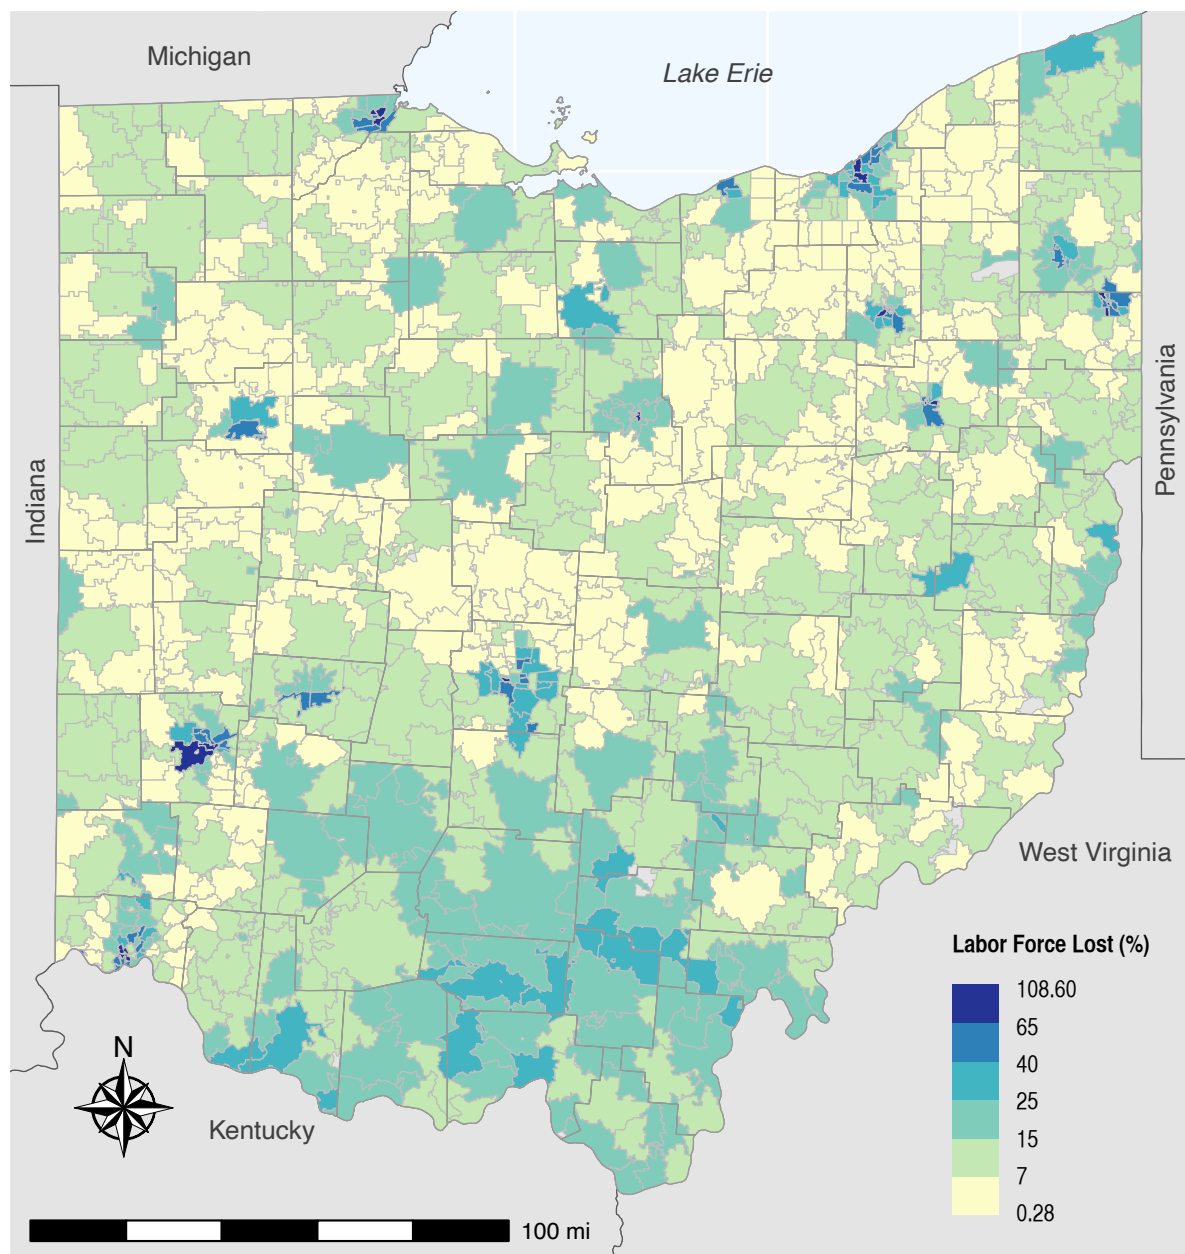 Michigan
Lake Erie
Indiana
Pennsylvania
West Virginia
Kentucky
N
Labor Force Lost (%)
108.60
65
40
25
15
7
0.28
100 mi